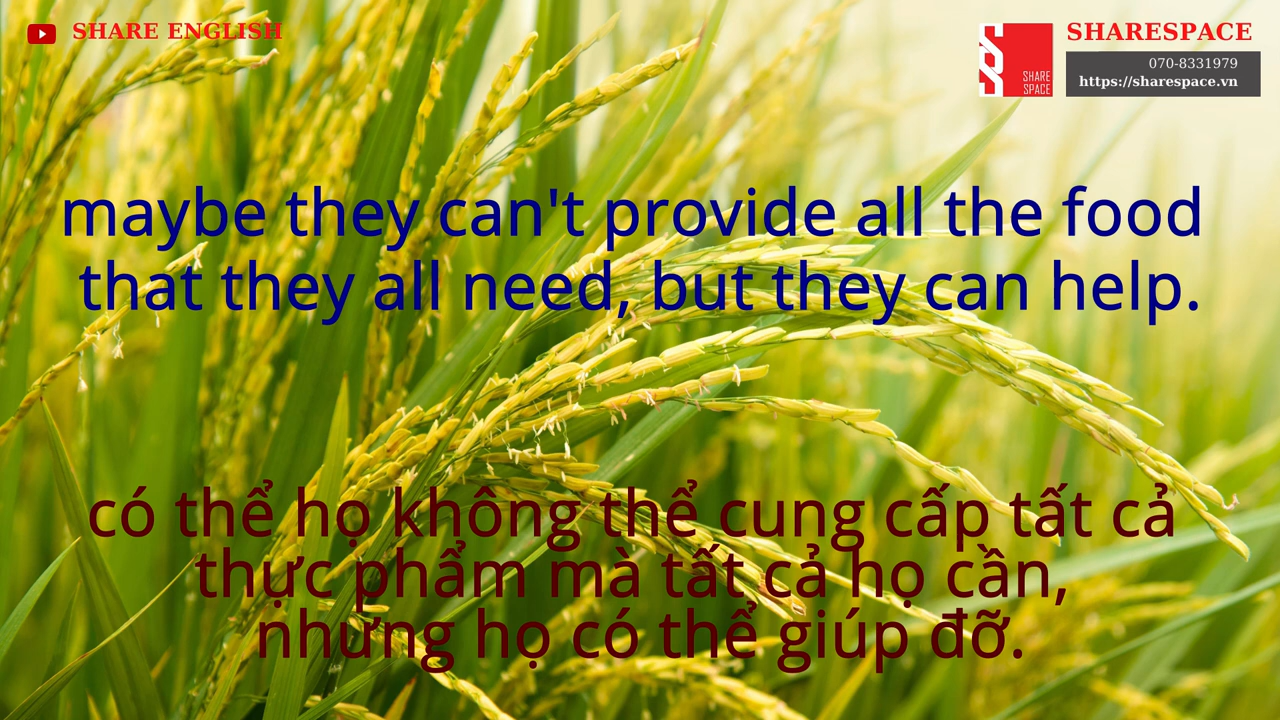 SHARE ENGLISH
SHARESPACE
070-8331979
https://sharespace.vn
SHARE
SPACE
maybe they can't provide all the food
that they all need, but they can help.
có thể họ không thể cung cấp tất cả
thực phẩm mà tất cả họ cần,
nhưng họ có thể giúp đỡ.